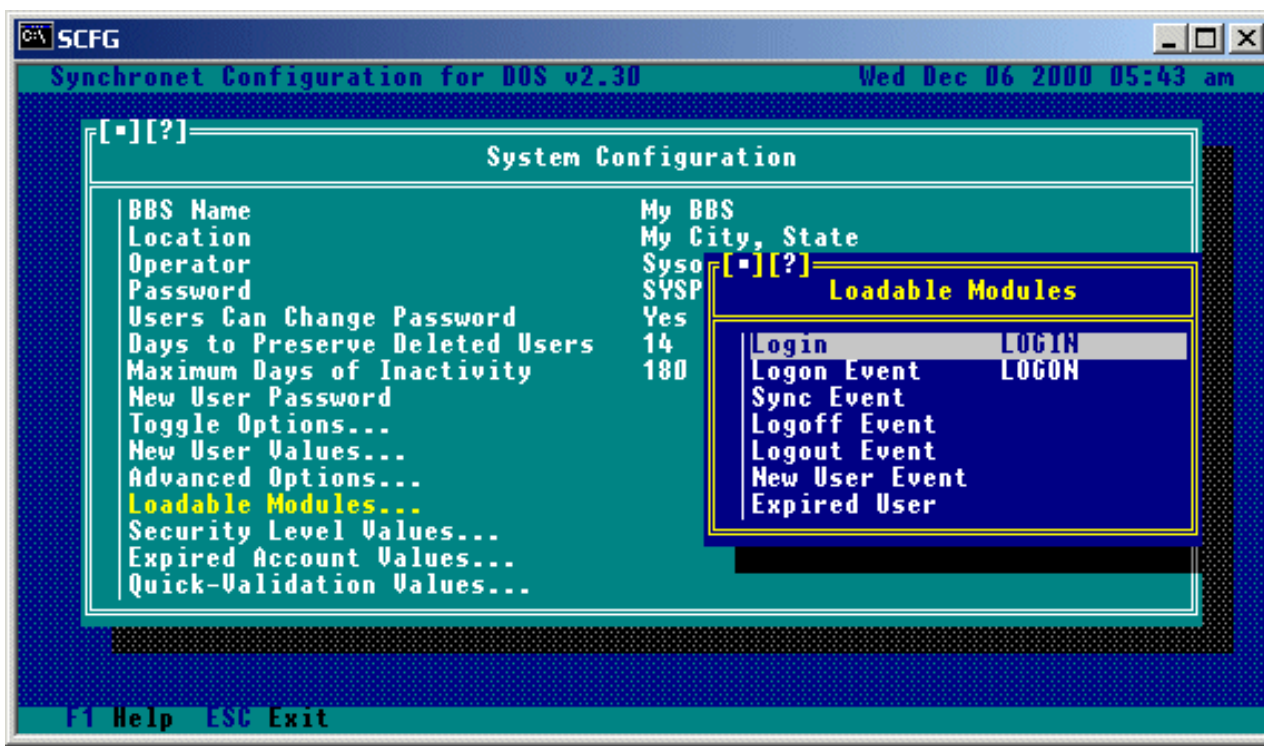 SCFG
Synchronet Configuration for DOS v2.30 Wed Dec 06 2000 05:43 am
[▪][?]
System Configuration
BBS Name My BBS
Location My City, State
Operator Syso
Password SYSP
Users Can Change Password Yes
Days to Preserve Deleted Users 14
Maximum Days of Inactivity 180
New User Password
Toggle Options...
New User Values...
Advanced Options...
Loadable Modules...
Security Level Values...
Expired Account Values...
Quick-Validation Values...
[▪][?]
Loadable Modules
Login LOGIN
Logon Event LOGON
Sync Event
Logoff Event
Logout Event
New User Event
Expired User
F1 Help ESC Exit